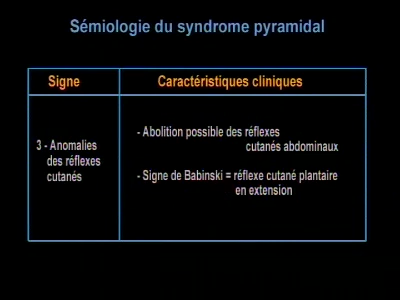 Sémiologie du syndrome pyramidal
Signe
Caractéristiques cliniques
3 - Anomalies
des réflexes
cutanés
- Abolition possible des réflexes
cutanés abdominaux
- Signe de Babinski = réflexe cutané plantaire
en extension